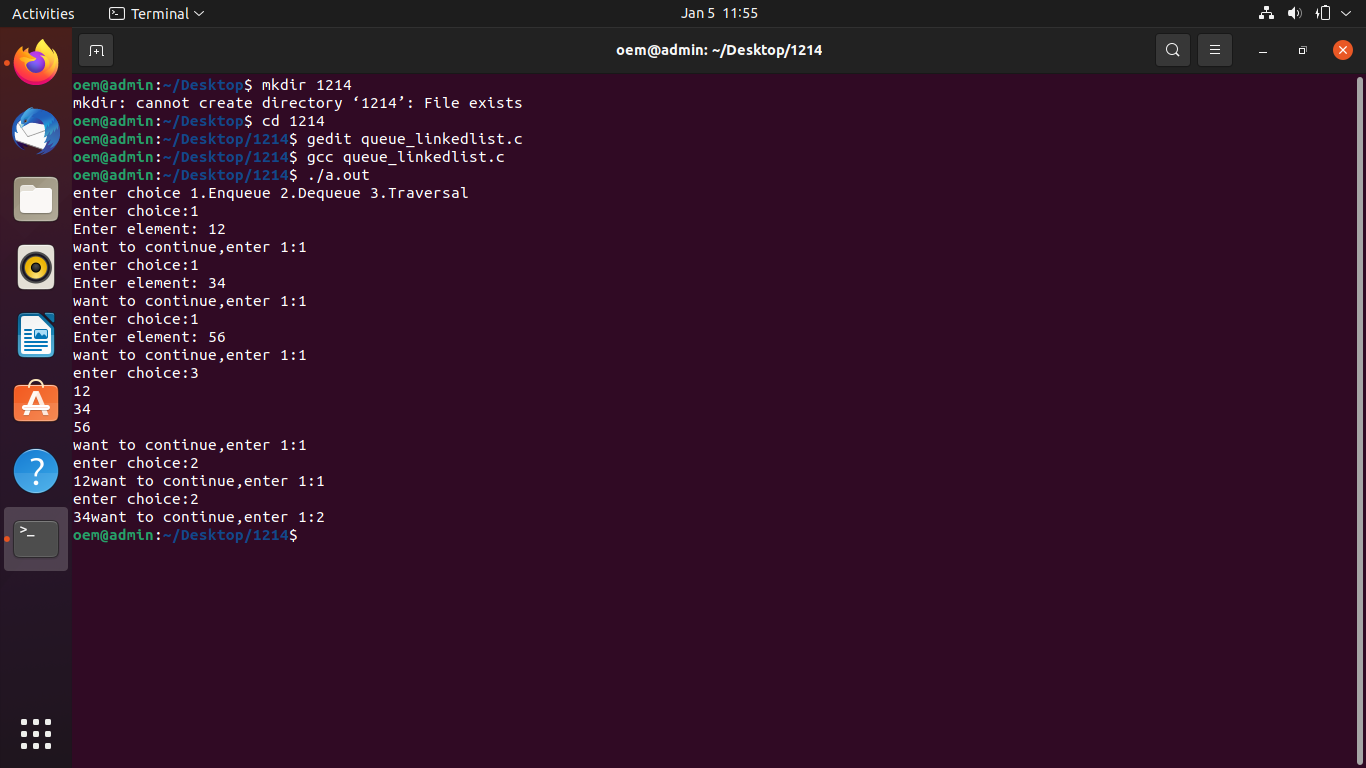 Activities Terminal Jan 5 11:55
oem@admin: ~/Desktop/1214
oem@admin:~/Desktop$ mkdir 1214
mkdir: cannot create directory ‘1214’: File exists
oem@admin:~/Desktop$ cd 1214
oem@admin:~/Desktop/1214$ gedit queue_linkedlist.c
oem@admin:~/Desktop/1214$ gcc queue_linkedlist.c
oem@admin:~/Desktop/1214$ ./a.out
enter choice 1.Enqueue 2.Dequeue 3.Traversal
enter choice:1
Enter element: 12
want to continue,enter 1:1
enter choice:1
Enter element: 34
want to continue,enter 1:1
enter choice:1
Enter element: 56
want to continue,enter 1:1
enter choice:3
12
34
56
want to continue,enter 1:1
enter choice:2
12want to continue,enter 1:1
enter choice:2
34want to continue,enter 1:2
oem@admin:~/Desktop/1214$